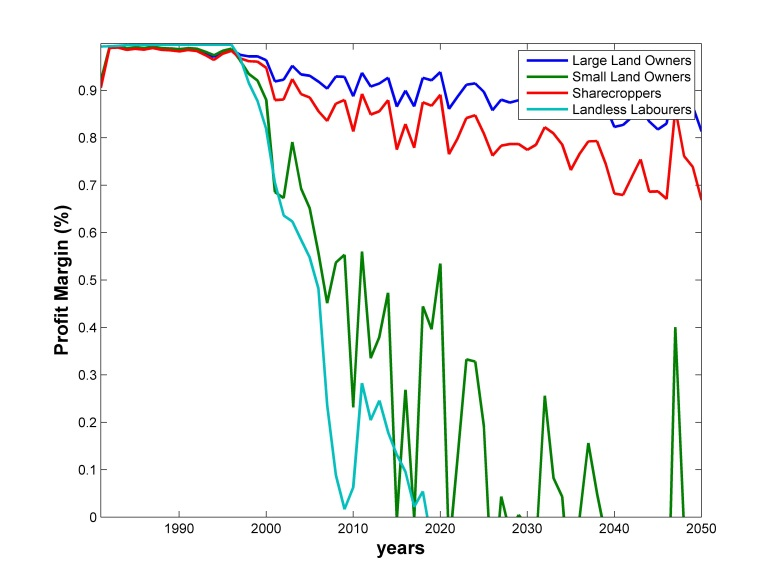 Large Land Owners
Small Land Owners
Sharecroppers
Landless Labourers
0.9
0.8
0.7
0.6
0.5
0.4
0.3
0.2
0.1
0
Profit Margin (%)
1990 2000 2010 2020 2030 2040 2050
years